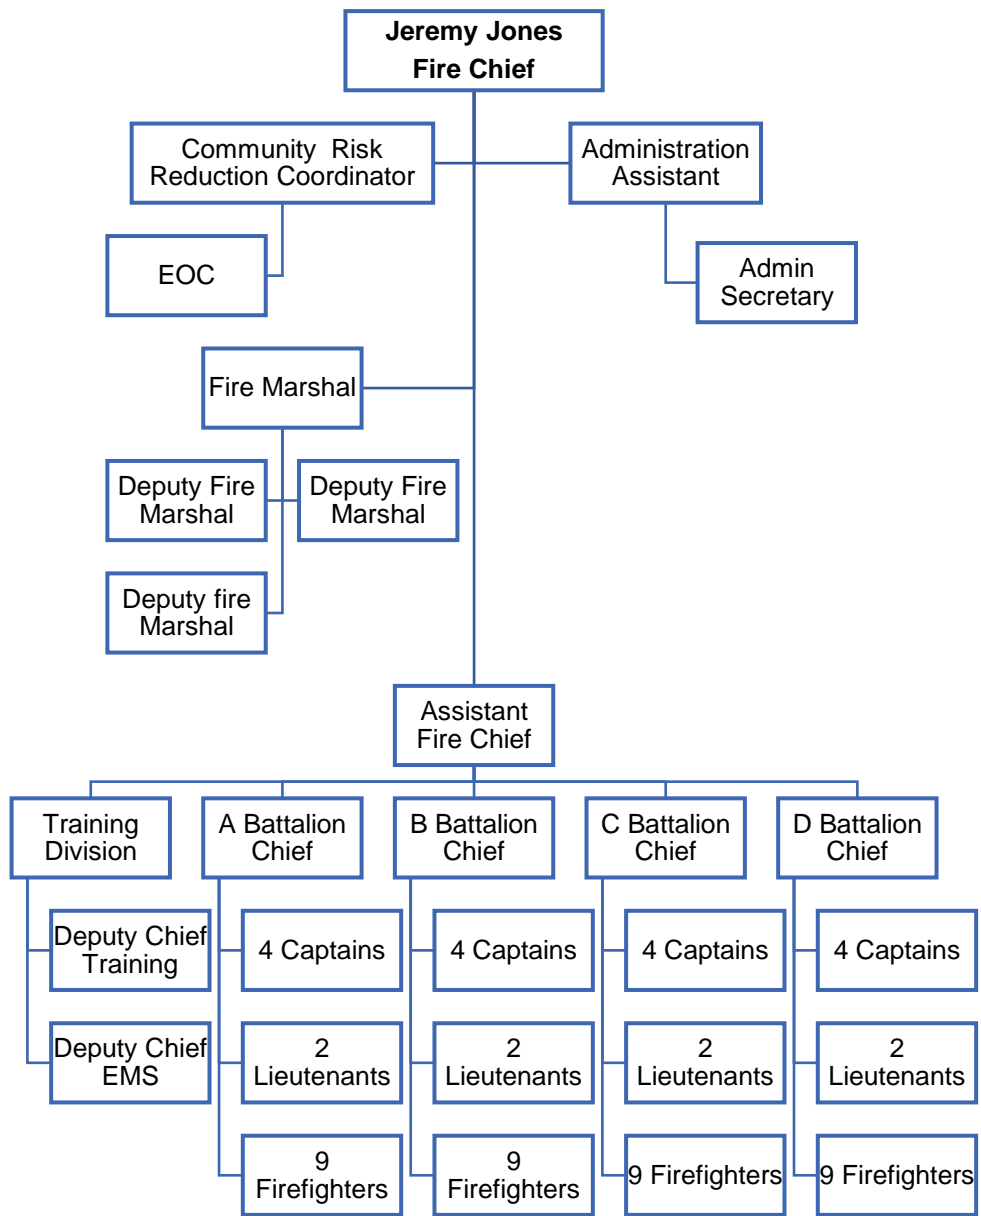 Jeremy Jones
Fire Chief
Community Risk
Reduction Coordinator
Administration
Assistant
EOC
Admin
Secretary
Fire Marshal
Deputy Fire
Marshal
Deputy Fire
Marshal
Deputy fire
Marshal
Assistant
Fire Chief
Training
Division
A Battalion
Chief
B Battalion
Chief
C Battalion
Chief
D Battalion
Chief
Deputy Chief
Training
4 Captains
4 Captains
4 Captains
4 Captains
Deputy Chief
EMS
2
Lieutenants
2
Lieutenants
2
Lieutenants
2
Lieutenants
9
Firefighters
9
Firefighters
9 Firefighters
9 Firefighters